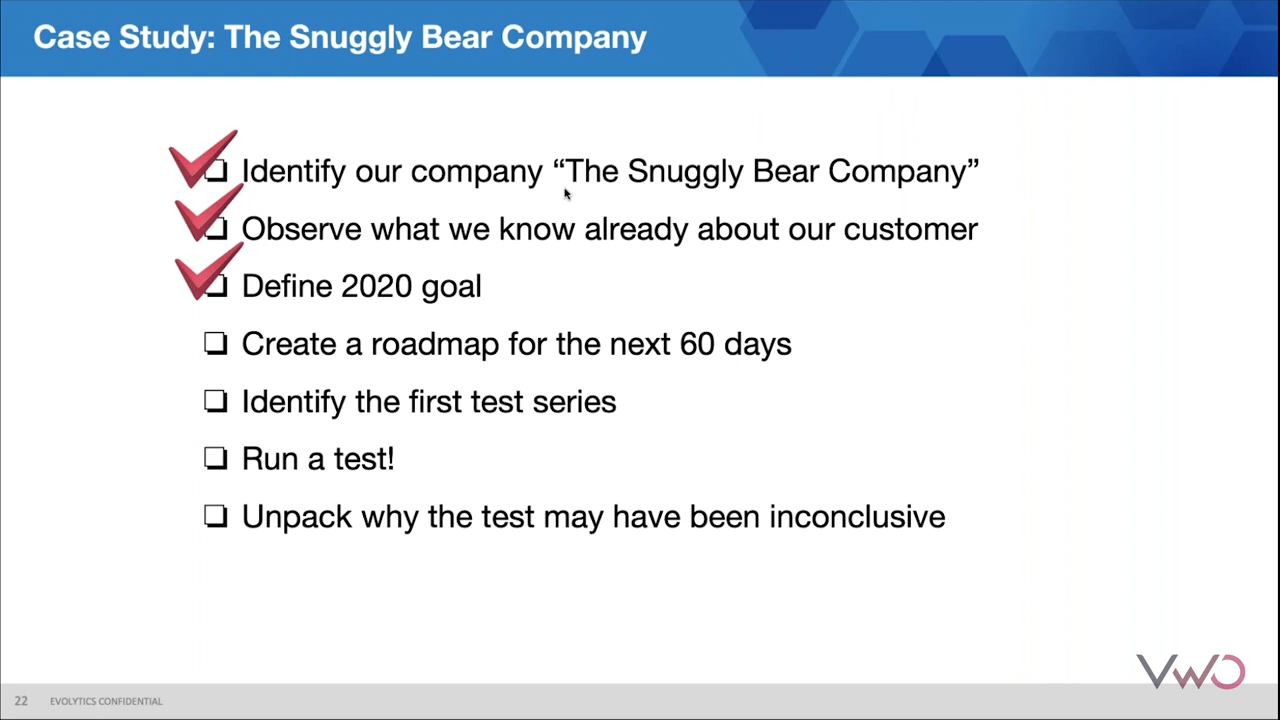 Case Study: The Snuggly Bear Company
Identify our company “The Snuggly Bear Company”
Observe what we know already about our customer
Define 2020 goal
Create a roadmap for the next 60 days
Identify the first test series
Run a test!
Unpack why the test may have been inconclusive
VWO
22 EVOLYTICS CONFIDENTIAL